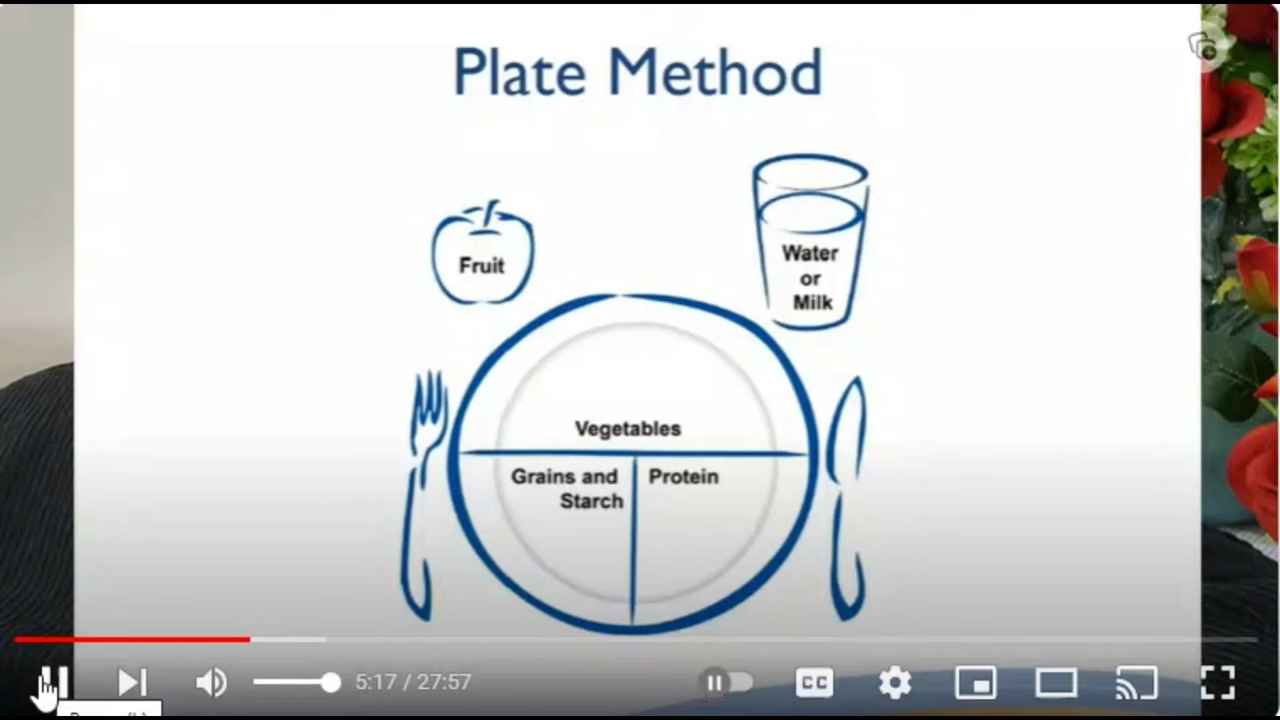 Plate Method
Fruit
Water
or
Milk
Vegetables
Grains and
Starch
Protein
5:17 / 27:57
CC